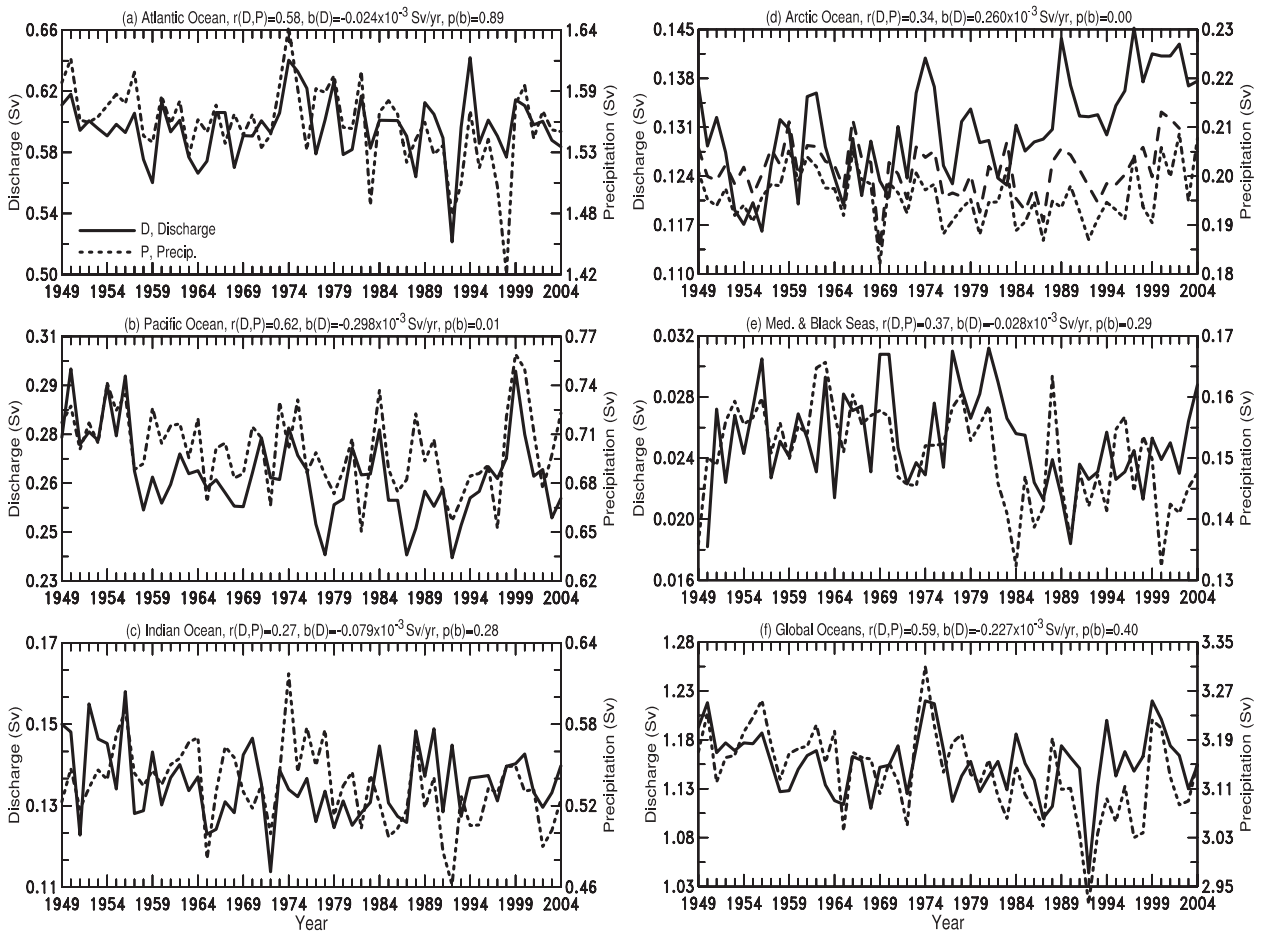 (a) Atlantic Ocean, r(D,P)=0.58, b(D)=-0.024x10⁻³ Sv/yr, p(b)=0.89
0.66
0.62
0.58
0.54
0.50
Discharge (Sv)
1.64
1.59
1.53
1.48
1.42
Precipitation (Sv)
D, Discharge
P, Precip.
1949 1954 1959 1964 1969 1974 1979 1984 1989 1994 1999 2004
(b) Pacific Ocean, r(D,P)=0.62, b(D)=-0.298x10⁻³ Sv/yr, p(b)=0.01
0.31
0.29
0.28
0.26
0.25
0.23
Discharge (Sv)
0.77
0.74
0.71
0.68
0.65
0.62
Precipitation (Sv)
1949 1954 1959 1964 1969 1974 1979 1984 1989 1994 1999 2004
(c) Indian Ocean, r(D,P)=0.27, b(D)=-0.079x10⁻³ Sv/yr, p(b)=0.28
0.17
0.15
0.13
0.11
Discharge (Sv)
0.64
0.58
0.52
0.46
Precipitation (Sv)
1949 1954 1959 1964 1969 1974 1979 1984 1989 1994 1999 2004
Year
(d) Arctic Ocean, r(D,P)=0.34, b(D)=0.260x10⁻³ Sv/yr, p(b)=0.00
0.145
0.138
0.131
0.124
0.117
0.110
Discharge (Sv)
0.23
0.22
0.21
0.20
0.19
0.18
Precipitation (Sv)
1949 1954 1959 1964 1969 1974 1979 1984 1989 1994 1999 2004
(e) Med. & Black Seas, r(D,P)=0.37, b(D)=-0.028x10⁻³ Sv/yr, p(b)=0.29
0.032
0.028
0.024
0.020
0.016
Discharge (Sv)
0.17
0.16
0.15
0.14
0.13
Precipitation (Sv)
1949 1954 1959 1964 1969 1974 1979 1984 1989 1994 1999 2004
(f) Global Oceans, r(D,P)=0.59, b(D)=-0.227x10⁻³ Sv/yr, p(b)=0.40
1.28
1.23
1.18
1.13
1.08
1.03
Discharge (Sv)
3.35
3.27
3.19
3.11
3.03
2.95
Precipitation (Sv)
1949 1954 1959 1964 1969 1974 1979 1984 1989 1994 1999 2004
Year